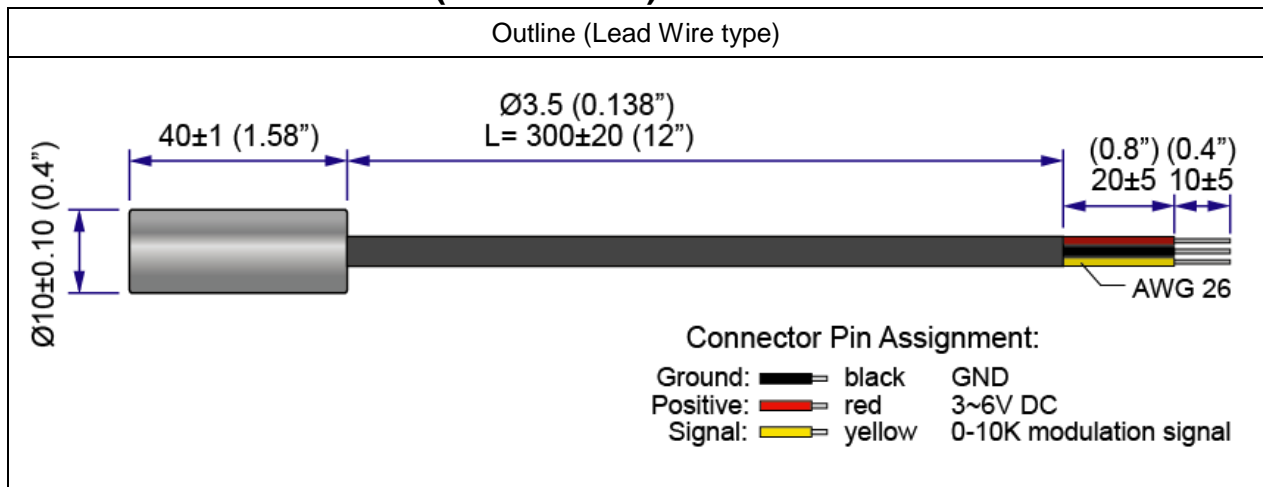 Outline (Lead Wire type)
Ø3.5 (0.138”)
40±1 (1.58”)
L= 300±20 (12”)
(0.8”) (0.4”)
20±5 10±5
Ø10±0.10 (0.4”)
AWG 26
Connector Pin Assignment:
Ground: black GND
Positive: red 3~6V DC
Signal: yellow 0-10K modulation signal